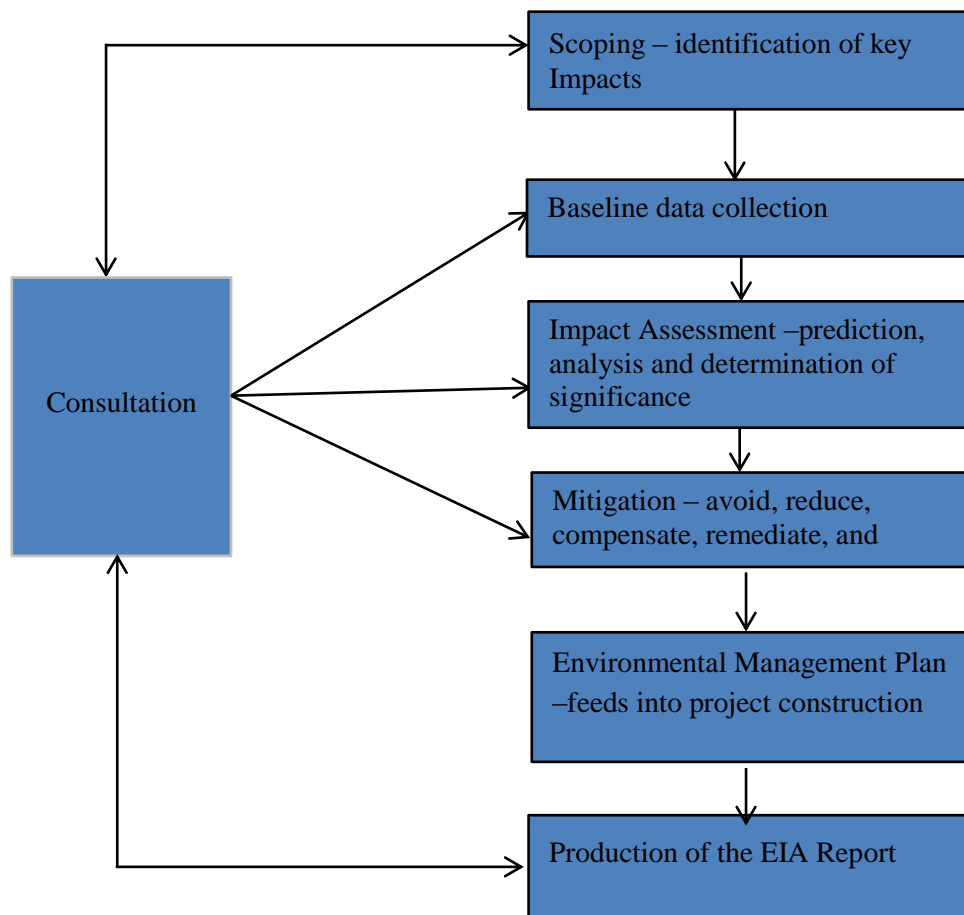 Scoping – identification of key
Impacts
Baseline data collection
Impact Assessment –prediction,
analysis and determination of
significance
Consultation
Mitigation – avoid, reduce,
compensate, remediate, and
Environmental Management Plan
–feeds into project construction
Production of the EIA Report